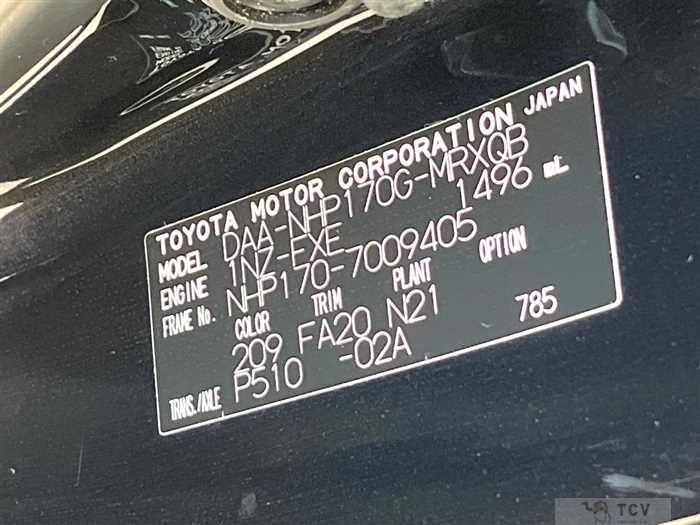 TOYOTA MOTOR CORPORATION JAPAN
MODEL DAA-NHP170G-MRXQB
ENGINE 1NZ-EXE 1496 mL
FRAME No. NHP170-7009405
COLOR TRIM PLANT OPTION
209 FA20 N21 785
TRANS./AXLE P510 -02A
TCV